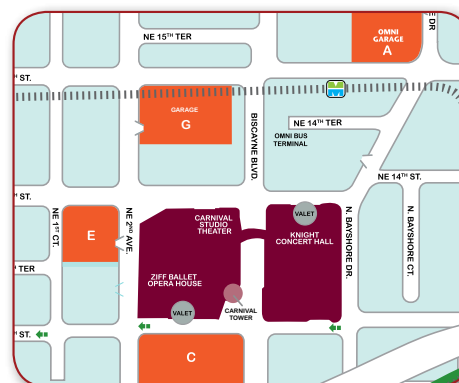 NE 15TH TER
OMNI
GARAGE
A
E DR
ST.
GARAGE
G
BISCAYNE BLVD.
NE 14TH TER
OMNI BUS
TERMINAL
NE 14TH ST.
ST.
NE 1ST CT.
E
NE 2ND AVE.
CARNIVAL
STUDIO
THEATER
VALET
KNIGHT
CONCERT HALL
N. BAYSHORE DR.
N. BAYSHORE CT.
TER
ZIFF BALLET
OPERA HOUSE
VALET
CARNIVAL
TOWER
ST.
C